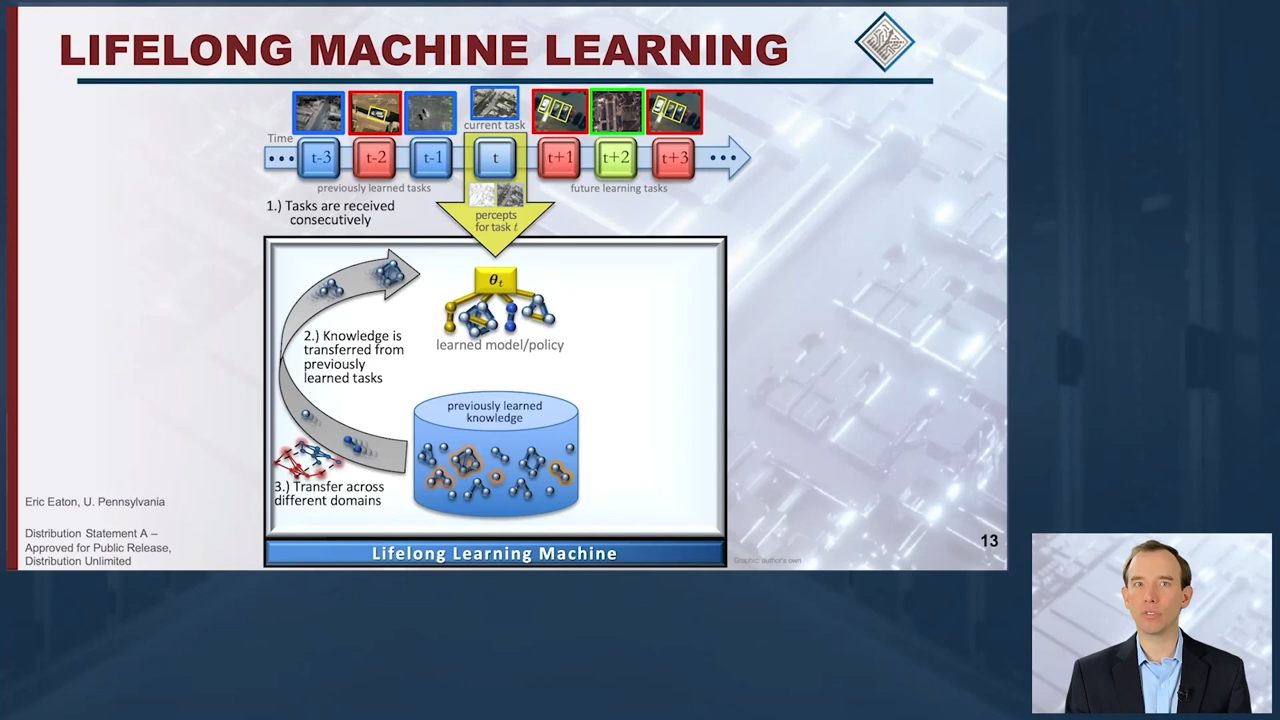 LIFELONG MACHINE LEARNING
current task
Time
t-3
t-2
t-1
t
t+1
t+2
t+3
previously learned tasks
future learning tasks
1.) Tasks are received
consecutively
percepts
for task t
θt
learned model/policy
2.) Knowledge is
transferred from
previously
learned tasks
previously learned
knowledge
3.) Transfer across
different domains
Lifelong Learning Machine
Eric Eaton, U. Pennsylvania
Distribution Statement A –
Approved for Public Release,
Distribution Unlimited
13
Graphic: author's own